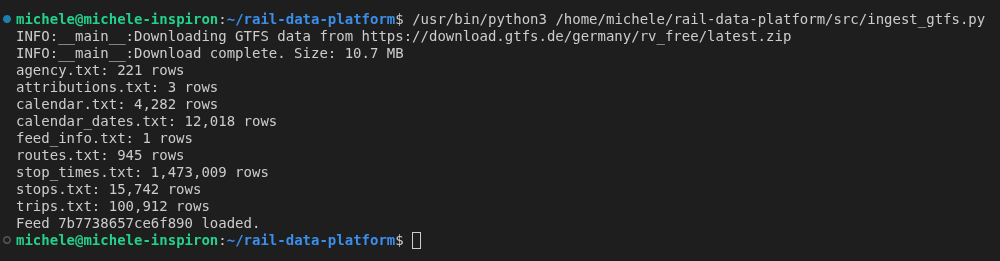 michele@michele-inspiron:~/rail-data-platform$ /usr/bin/python3 /home/michele/rail-data-platform/src/ingest_gtfs.py
INFO:__main__:Downloading GTFS data from https://download.gtfs.de/germany/rv_free/latest.zip
INFO:__main__:Download complete. Size: 10.7 MB
agency.txt: 221 rows
attributions.txt: 3 rows
calendar.txt: 4,282 rows
calendar_dates.txt: 12,018 rows
feed_info.txt: 1 rows
routes.txt: 945 rows
stop_times.txt: 1,473,009 rows
stops.txt: 15,742 rows
trips.txt: 100,912 rows
Feed 7b7738657ce6f890 loaded.
michele@michele-inspiron:~/rail-data-platform$